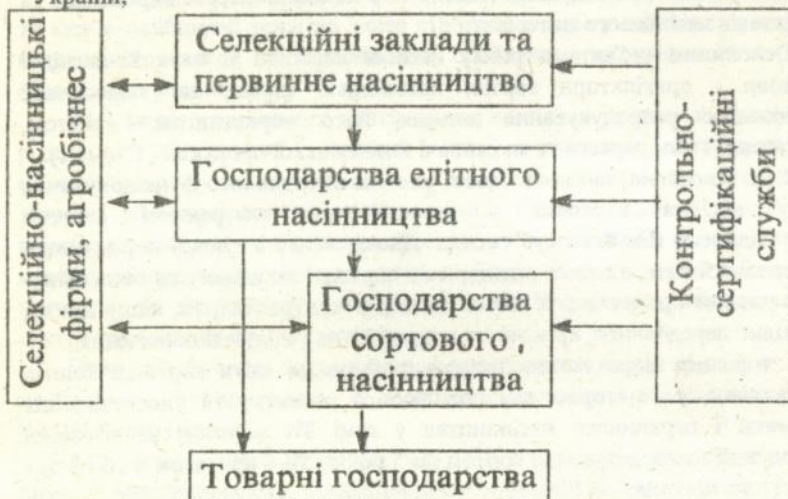 Україні,
Селекційно-насінницькі
фірми, агробізнес
Селекційні заклади та
первинне насінництво
Господарства елітного
насінництва
Господарства
сортового
насінництва
Товарні господарства
Контрольно-
сертифікаційні
служби